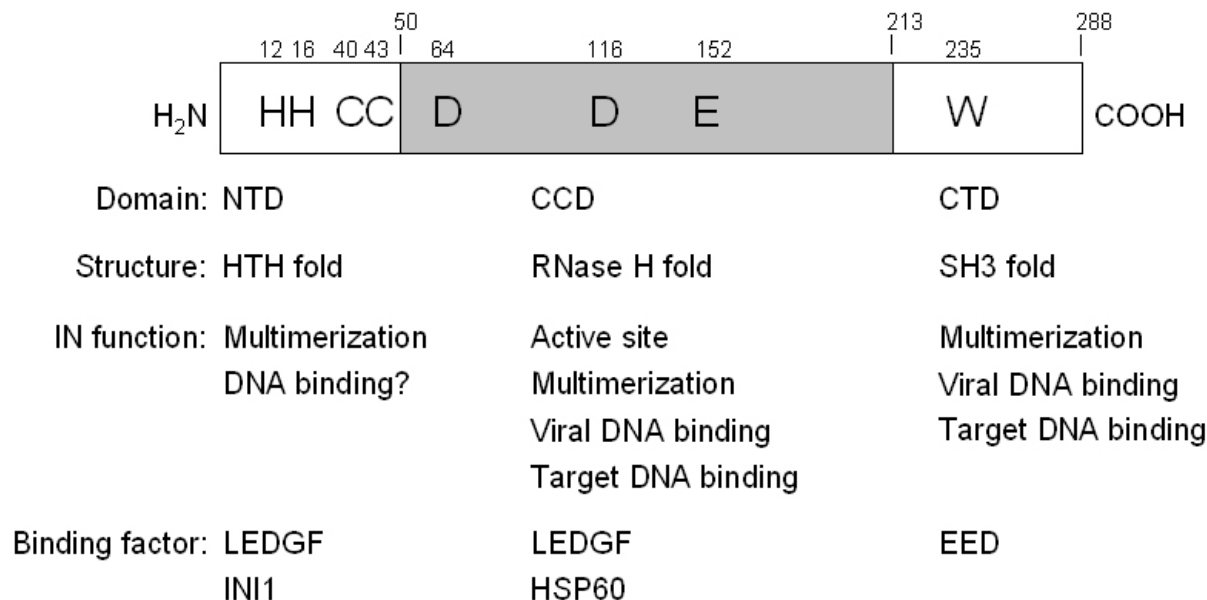 50 213 288
12 16 40 43 64 116 152 235
H₂N HH CC D D E W COOH
Domain: NTD CCD CTD
Structure: HTH fold RNase H fold SH3 fold
IN function: Multimerization Active site Multimerization
DNA binding? Multimerization Viral DNA binding
Viral DNA binding Target DNA binding
Target DNA binding
Binding factor: LEDGF LEDGF EED
INI1 HSP60